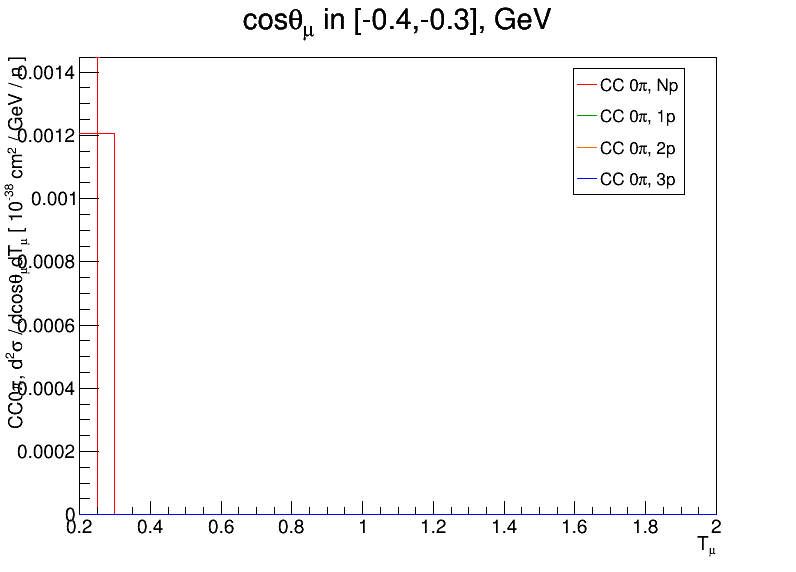 cosθμ in [-0.4,-0.3], GeV
CC0π, d²σ / dcosθμdTμ [ 10⁻³⁸ cm² / GeV / n ]
0.0014
0.0012
0.001
0.0008
0.0006
0.0004
0.0002
0
CC 0π, Np
CC 0π, 1p
CC 0π, 2p
CC 0π, 3p
0.2 0.4 0.6 0.8 1 1.2 1.4 1.6 1.8 2
Tμ